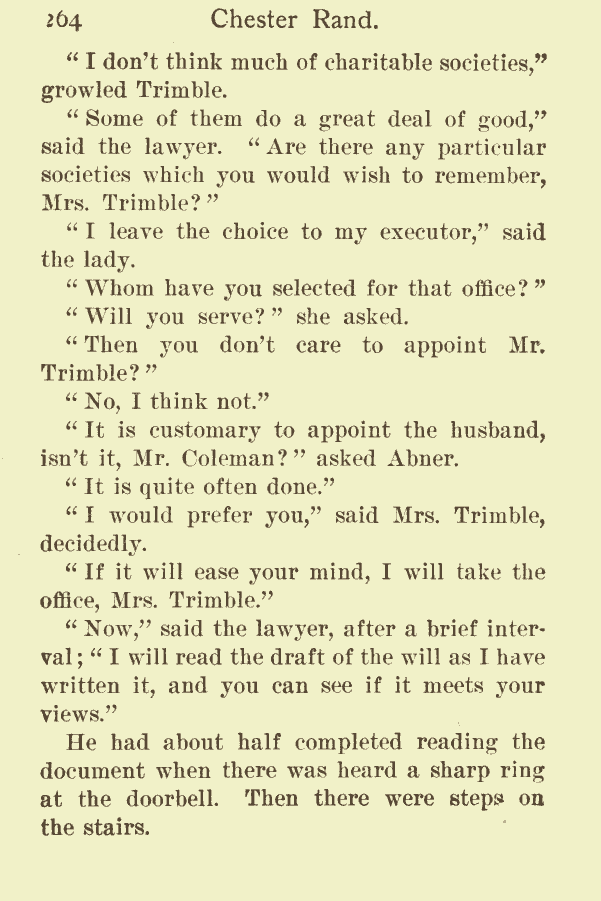 264 Chester Rand.
“ I don’t think much of charitable societies,”
growled Trimble.
“ Some of them do a great deal of good,”
said the lawyer. “ Are there any particular
societies which you would wish to remember,
Mrs. Trimble? ”
“ I leave the choice to my executor,” said
the lady.
“ Whom have you selected for that office? ”
“ Will you serve? ” she asked.
“ Then you don’t care to appoint Mr.
Trimble? ”
“ No, I think not.”
“ It is customary to appoint the husband,
isn’t it, Mr. Coleman? ” asked Abner.
“ It is quite often done.”
“ I would prefer you,” said Mrs. Trimble,
decidedly.
“ If it will ease your mind, I will take the
office, Mrs. Trimble.”
“ Now,” said the lawyer, after a brief inter-
val ; “ I will read the draft of the will as I have
written it, and you can see if it meets your
views.”
He had about half completed reading the
document when there was heard a sharp ring
at the doorbell. Then there were steps on
the stairs.